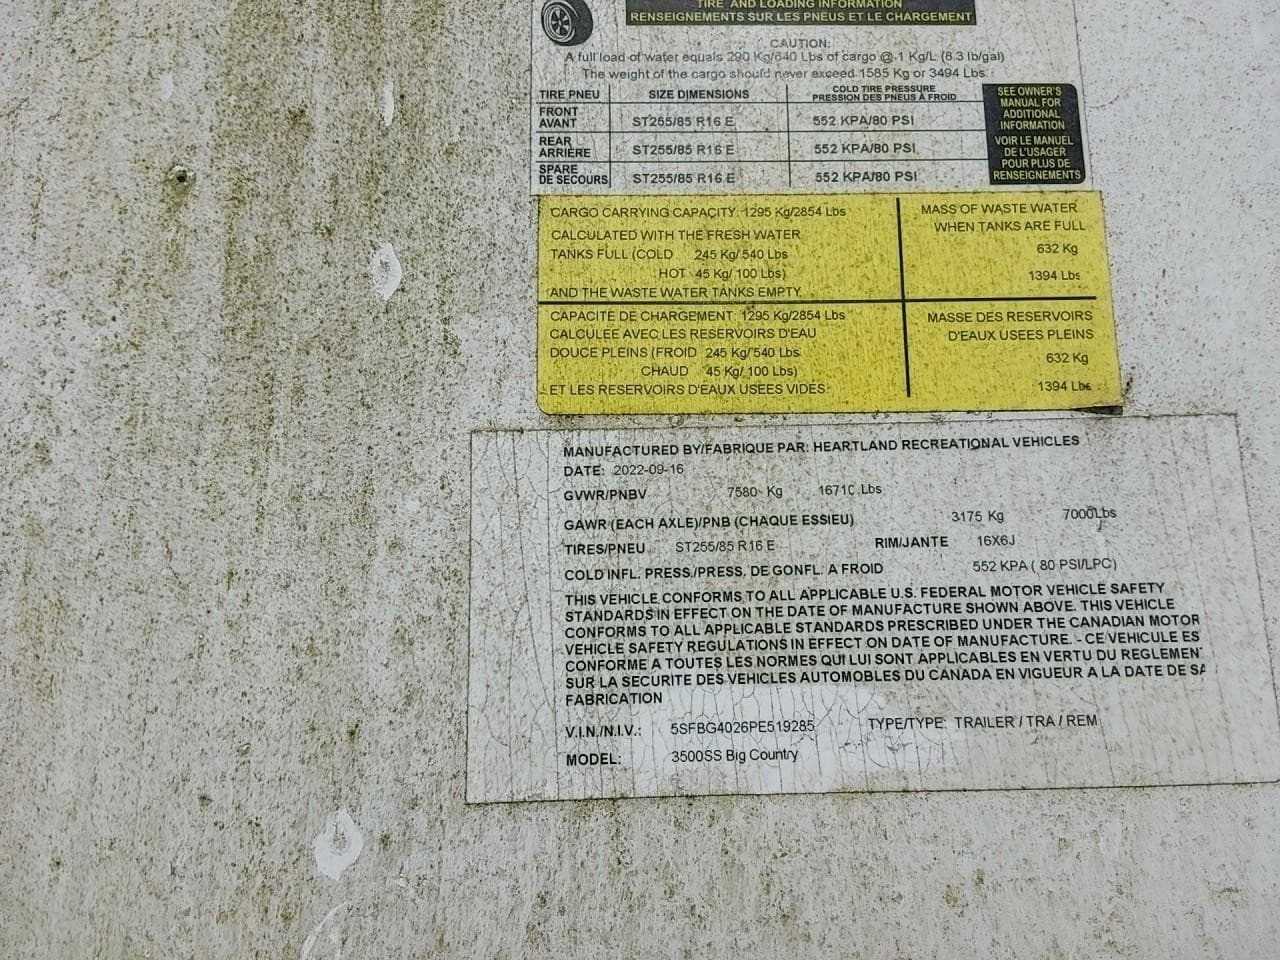 TIRE AND LOADING INFORMATION
RENSEIGNEMENTS SUR LES PNEUS ET LE CHARGEMENT
CAUTION:
A full load of water equals 290 Kg/640 Lbs of cargo @ 1 Kg/L (8.3 lb/gal)
The weight of the cargo should never exceed 1585 Kg or 3494 Lbs.
TIRE PNEU SIZE DIMENSIONS COLD TIRE PRESSURE
PRESSION DES PNEUS À FROID
FRONT
AVANT ST255/85 R16 E 552 KPA/80 PSI
REAR
ARRIÈRE ST255/85 R16 E 552 KPA/80 PSI
SPARE
DE SECOURS ST255/85 R16 E 552 KPA/80 PSI
SEE OWNER'S
MANUAL FOR
ADDITIONAL
INFORMATION
VOIR LE MANUEL
DE L'USAGER
POUR PLUS DE
RENSEIGNEMENTS
CARGO CARRYING CAPACITY: 1295 Kg/2854 Lbs
CALCULATED WITH THE FRESH WATER
TANKS FULL (COLD 245 Kg/ 540 Lbs
HOT 45 Kg/ 100 Lbs)
AND THE WASTE WATER TANKS EMPTY
MASS OF WASTE WATER
WHEN TANKS ARE FULL
632 Kg
1394 Lbs
CAPACITÉ DE CHARGEMENT: 1295 Kg/2854 Lbs
CALCULEE AVEC LES RESERVOIRS D'EAU
DOUCE PLEINS (FROID 245 Kg/ 540 Lbs
CHAUD 45 Kg/ 100 Lbs)
ET LES RESERVOIRS D'EAUX USEES VIDES
MASSE DES RESERVOIRS
D'EAUX USEES PLEINS
632 Kg
1394 Lbs
MANUFACTURED BY/FABRIQUE PAR: HEARTLAND RECREATIONAL VEHICLES
DATE: 2022-09-16
GVWR/PNBV 7580 Kg 16710 Lbs
GAWR (EACH AXLE)/PNB (CHAQUE ESSIEU) 3175 Kg 7000Lbs
TIRES/PNEU ST255/85 R16 E RIM/JANTE 16X6J
COLD INFL. PRESS./PRESS. DE GONFL. A FROID 552 KPA ( 80 PSI/LPC)
THIS VEHICLE CONFORMS TO ALL APPLICABLE U.S. FEDERAL MOTOR VEHICLE SAFETY
STANDARDS IN EFFECT ON THE DATE OF MANUFACTURE SHOWN ABOVE. THIS VEHICLE
CONFORMS TO ALL APPLICABLE STANDARDS PRESCRIBED UNDER THE CANADIAN MOTOR
VEHICLE SAFETY REGULATIONS IN EFFECT ON DATE OF MANUFACTURE. - CE VEHICULE ES
CONFORME A TOUTES LES NORMES QUI LUI SONT APPLICABLES EN VERTU DU REGLEMEN
SUR LA SECURITE DES VEHICLES AUTOMOBILES DU CANADA EN VIGUEUR A LA DATE DE SA
FABRICATION
V.I.N./N.I.V.: 5SFBG4026PE519285 TYPE/TYPE: TRAILER / TRA / REM
MODEL: 3500SS Big Country